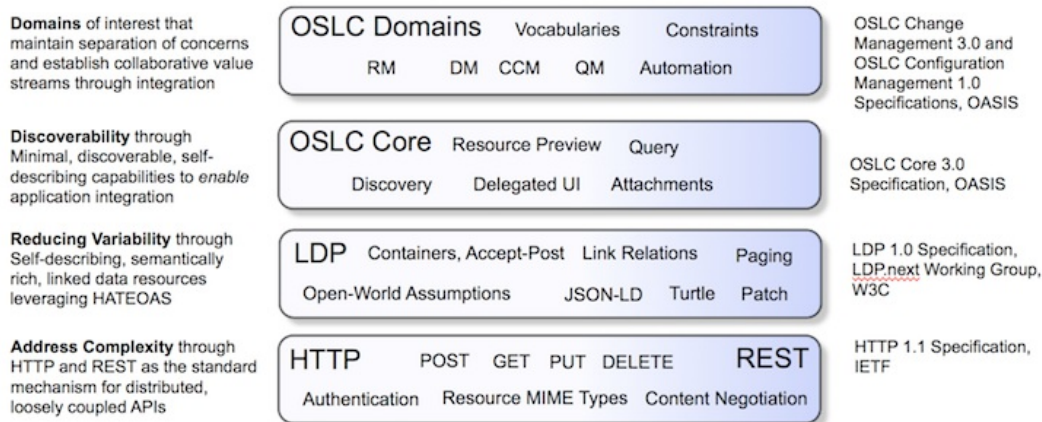 Domains of interest that
maintain separation of concerns
and establish collaborative value
streams through integration
OSLC Domains Vocabularies Constraints
RM DM CCM QM Automation
OSLC Change
Management 3.0 and
OSLC Configuration
Management 1.0
Specifications, OASIS
Discoverability through
Minimal, discoverable, self-
describing capabilities to enable
application integration
OSLC Core Resource Preview Query
Discovery Delegated UI Attachments
OSLC Core 3.0
Specification, OASIS
Reducing Variability through
Self-describing, semantically
rich, linked data resources
leveraging HATEOAS
LDP Containers, Accept-Post Link Relations Paging
Open-World Assumptions JSON-LD Turtle Patch
LDP 1.0 Specification,
LDP.next Working Group,
W3C
Address Complexity through
HTTP and REST as the standard
mechanism for distributed,
loosely coupled APIs
HTTP POST GET PUT DELETE REST
Authentication Resource MIME Types Content Negotiation
HTTP 1.1 Specification,
IETF